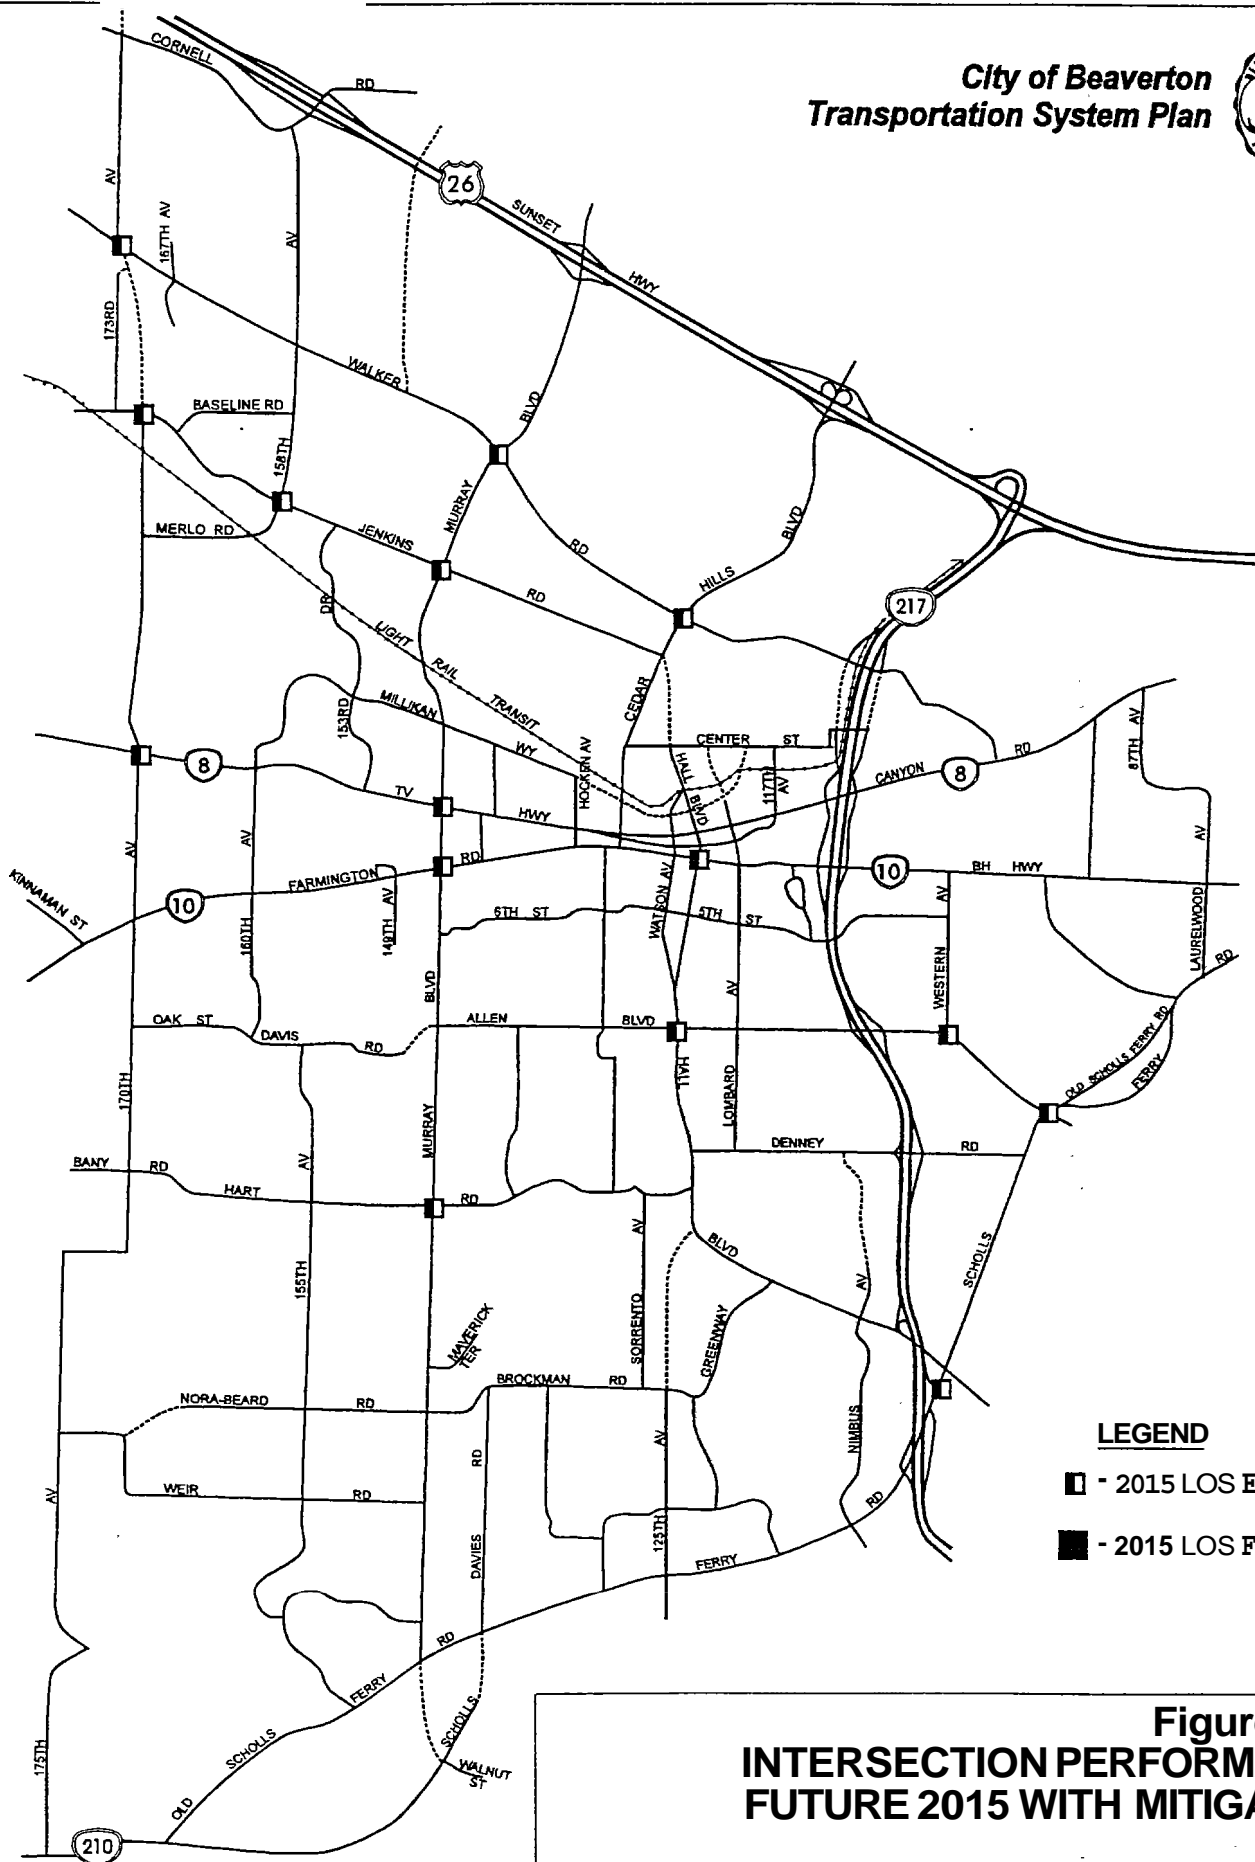 City of Beaverton
Transportation System Plan
CORNELL
RD
26
SUNSET
HWY
AV
167TH AV
AV
173RD
WALKER
BLVD
BASELINE RD
158TH
MURRAY
RD
BLVD
MERLO RD
JENKINS
RD
HILLS
217
DR
LIGHT
RAIL
TRANSIT
CEDAR
MILLIKAN
WY
153RD
HOCKEN AV
CENTER
ST
HALL
BLVD
117TH
AV
CANYON
8
RD
87TH
AV
8
TV
HWY
AV
AV
AV
FARMINGTON
RD
10
10
BH
HWY
KINNAMAN ST
160TH
149TH
AV
6TH
ST
WATSON AV
5TH
ST
AV
WESTERN
LAURELWOOD
RD
BLVD
AV
OAK
ST
DAVIS
RD
ALLEN
BLVD
HALL
LOMBARD
OLD SCHOLLS FERRY RD
FERRY
170TH
MURRAY
DENNEY
RD
BANY
RD
HART
RD
AV
155TH
AV
SORRENTO
BLVD
GREENWAY
AV
SCHOLLS
MAVERICK
TER
NORA-BEARD
RD
BROCKMAN
RD
AV
NIMBUS
WEIR
RD
RD
AV
DAVIES
125TH
FERRY
RD
LEGEND
- 2015 LOS E
- 2015 LOS F
RD
FERRY
SCHOLLS
OLD
SCHOLLS
WALNUT
ST
175TH
210
Figur
INTERSECTION PERFORM
FUTURE 2015 WITH MITIGA